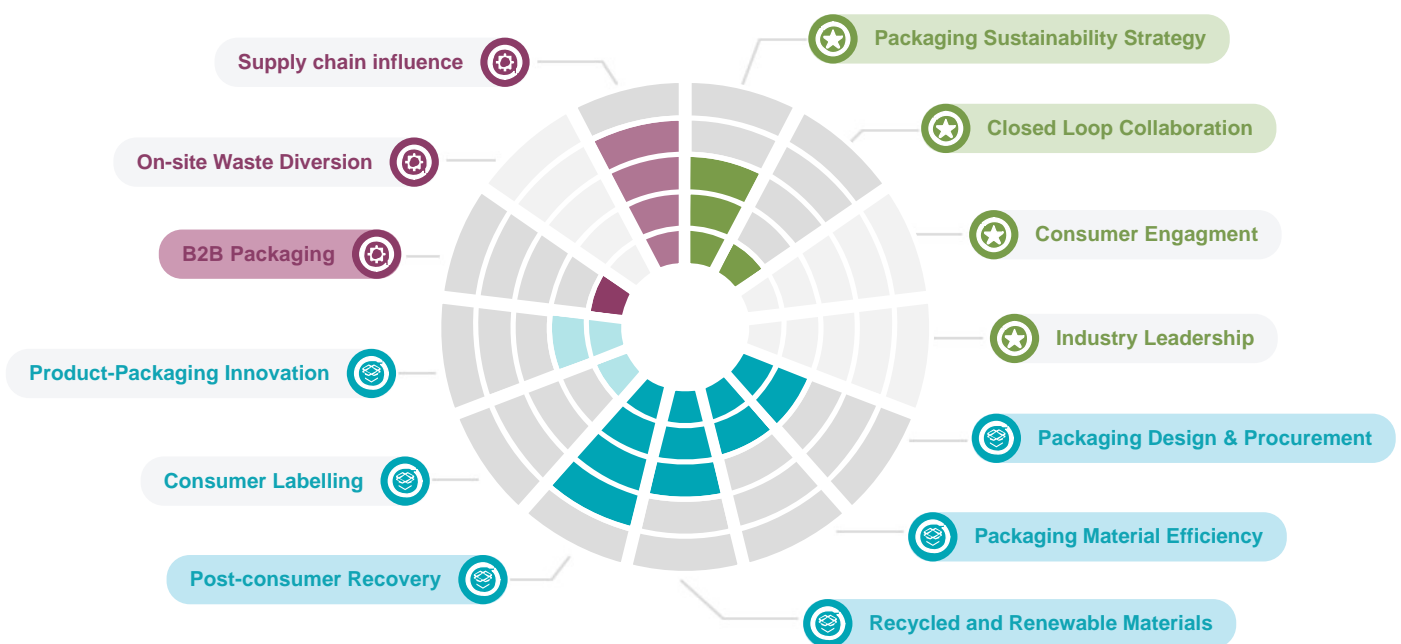 Packaging Sustainability Strategy
Supply chain influence
Closed Loop Collaboration
On-site Waste Diversion
Consumer Engagment
B2B Packaging
Industry Leadership
Product-Packaging Innovation
Packaging Design & Procurement
Consumer Labelling
Packaging Material Efficiency
Post-consumer Recovery
Recycled and Renewable Materials